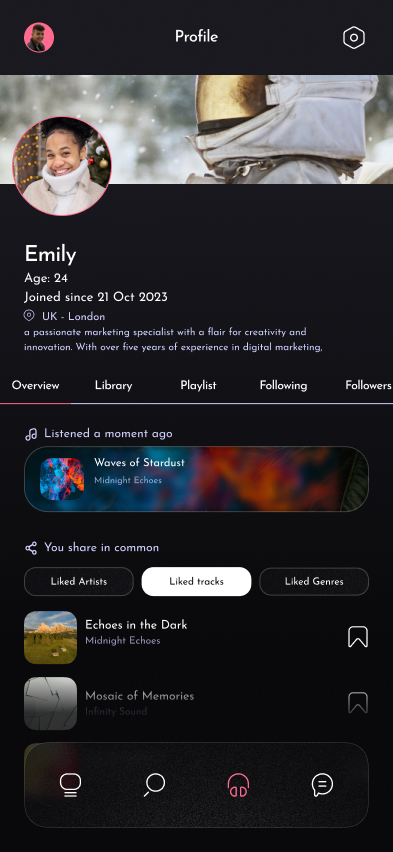 Profile
Emily
Age: 24
Joined since 21 Oct 2023
UK - London
a passionate marketing specialist with a flair for creativity and
innovation. With over five years of experience in digital marketing,
Overview Library Playlist Following Followers
Listened a moment ago
Waves of Stardust
Midnight Echoes
You share in common
Liked Artists Liked tracks Liked Genres
Echoes in the Dark
Midnight Echoes
Mosaic of Memories
Infinity Sound